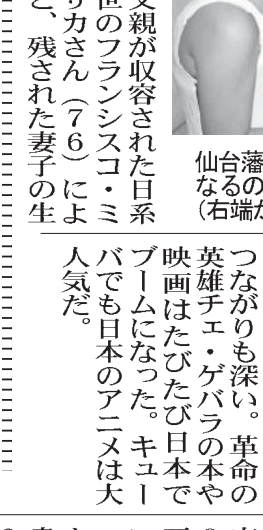 父親が収容された日系
世のフランシスコ・ミ
サカさん（76）によ
と、残された妻子の生
仙台藩
なるの
（右端か
つながりも深い。革命の
英雄チェ・ゲバラの本や
映画はたびたび日本で
ブームになった。キュー
バでも日本のアニメは大
人気だ。